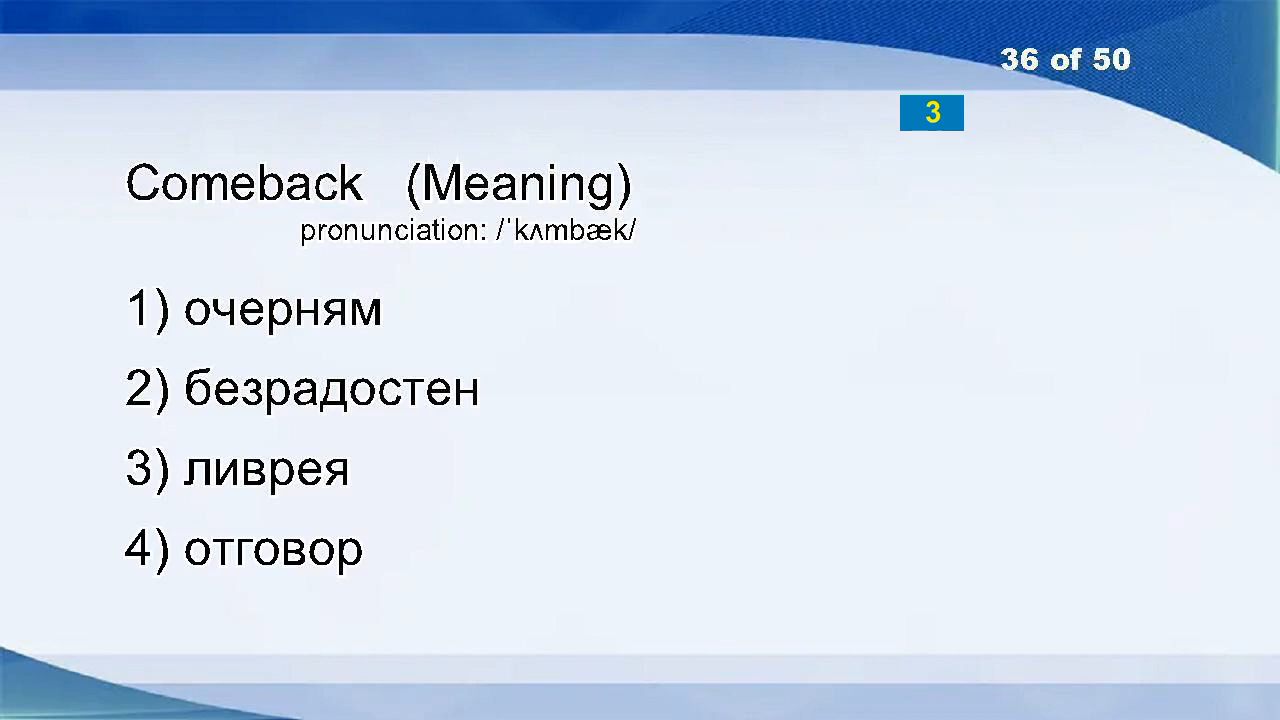 36 of 50
3
Comeback (Meaning)
pronunciation: /ˈkʌmbæk/
1) очерням
2) безрадостен
3) ливрея
4) отговор